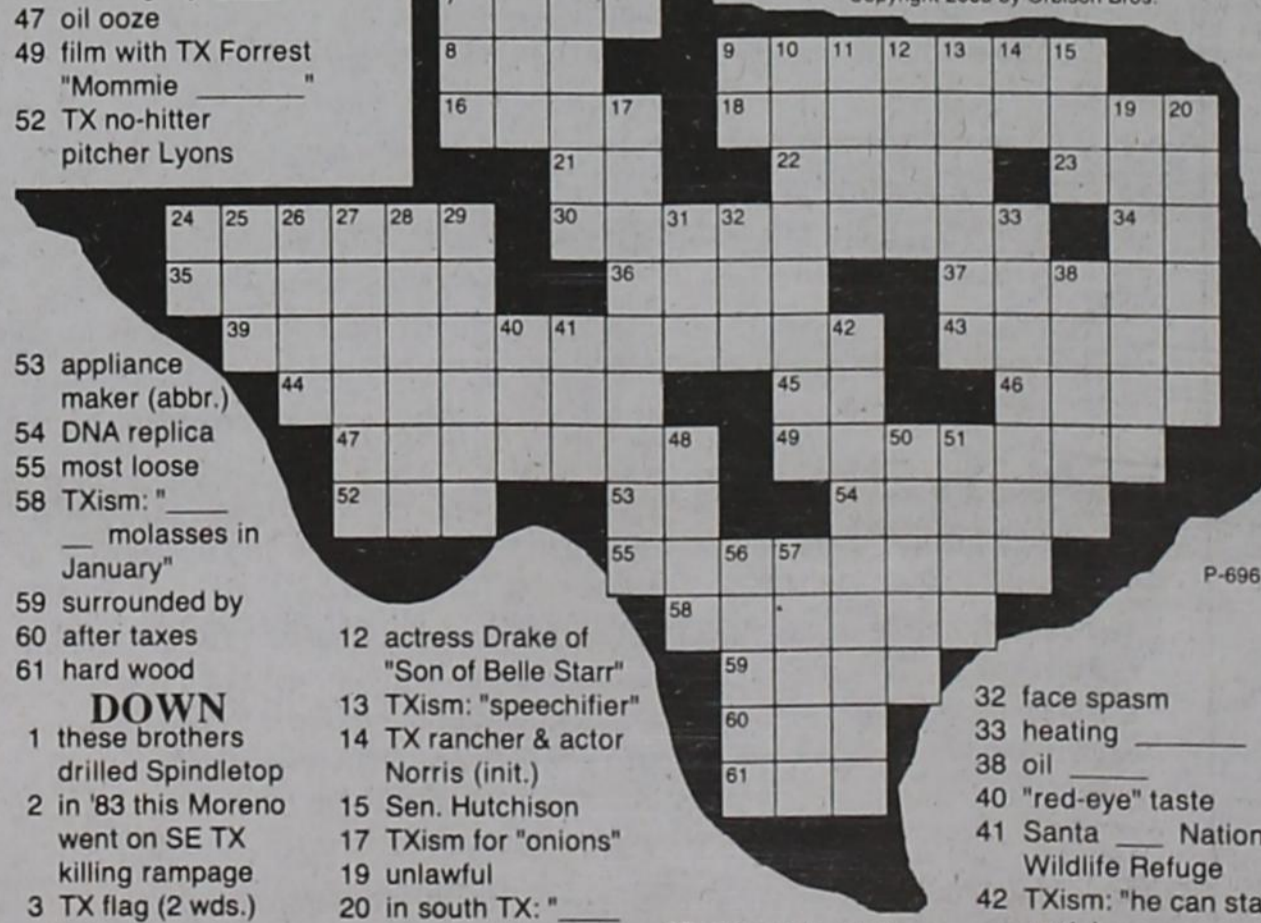 47 oil ooze
49 film with TX Forrest
"Mommie ________"
52 TX no-hitter
pitcher Lyons
53 appliance
maker (abbr.)
54 DNA replica
55 most loose
58 TXism: "____
__ molasses in
January"
59 surrounded by
60 after taxes
61 hard wood
DOWN
1 these brothers
drilled Spindletop
2 in '83 this Moreno
went on SE TX
killing rampage
3 TX flag (2 wds.)
12 actress Drake of
"Son of Belle Starr"
13 TXism: "speechifier"
14 TX rancher & actor
Norris (init.)
15 Sen. Hutchison
17 TXism for "onions"
19 unlawful
20 in south TX: "____
8 9 10 11 12 13 14 15
16 17 18 19 20
21 22 23
24 25 26 27 28 29 30 31 32 33 34
35 36 37 38
39 40 41 42 43
44 45 46
47 48 49 50 51
52 53 54
55 56 57
58
59
60
61
P-696
32 face spasm
33 heating ________
38 oil _____
40 "red-eye" taste
41 Santa ___ Nation
Wildlife Refuge
42 TXism: "he can sta